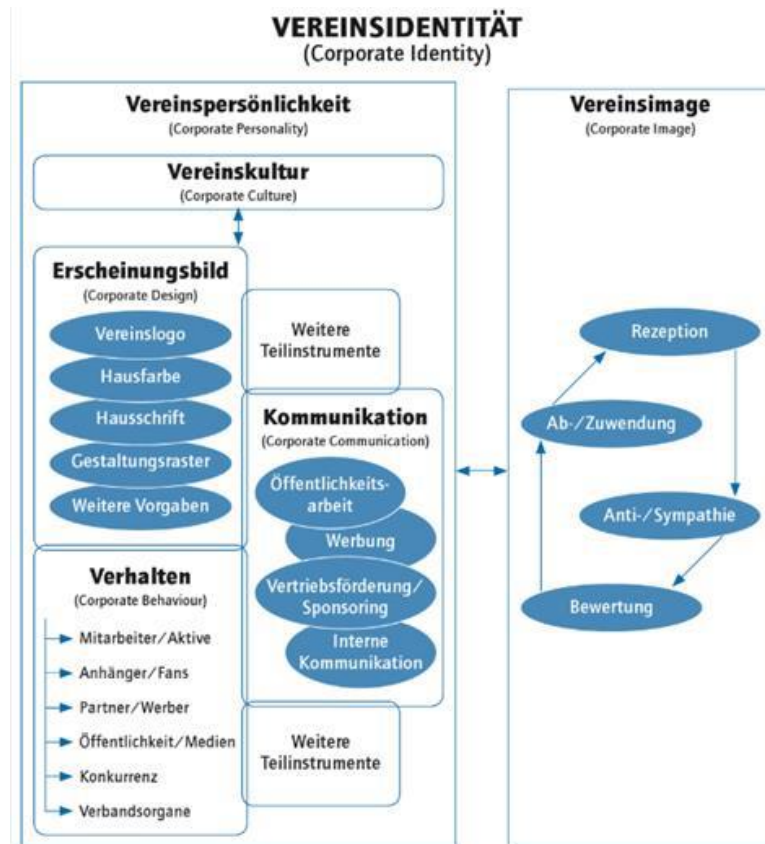 VEREINSIDENTITÄT
(Corporate Identity)
Vereinspersönlichkeit
(Corporate Personality)
Vereinskultur
(Corporate Culture)
Erscheinungsbild
(Corporate Design)
Vereinslogo
Hausfarbe
Hausschrift
Gestaltungsraster
Weitere Vorgaben
Weitere
Teilinstrumente
Kommunikation
(Corporate Communication)
Öffentlichkeits-
arbeit
Werbung
Vertriebsförderung/
Sponsoring
Interne
Kommunikation
Verhalten
(Corporate Behaviour)
Mitarbeiter/Aktive
Anhänger/Fans
Partner/Werber
Öffentlichkeit/Medien
Konkurrenz
Verbandsorgane
Weitere
Teilinstrumente
Vereinsimage
(Corporate Image)
Rezeption
Ab-/Zuwendung
Anti-/Sympathie
Bewertung